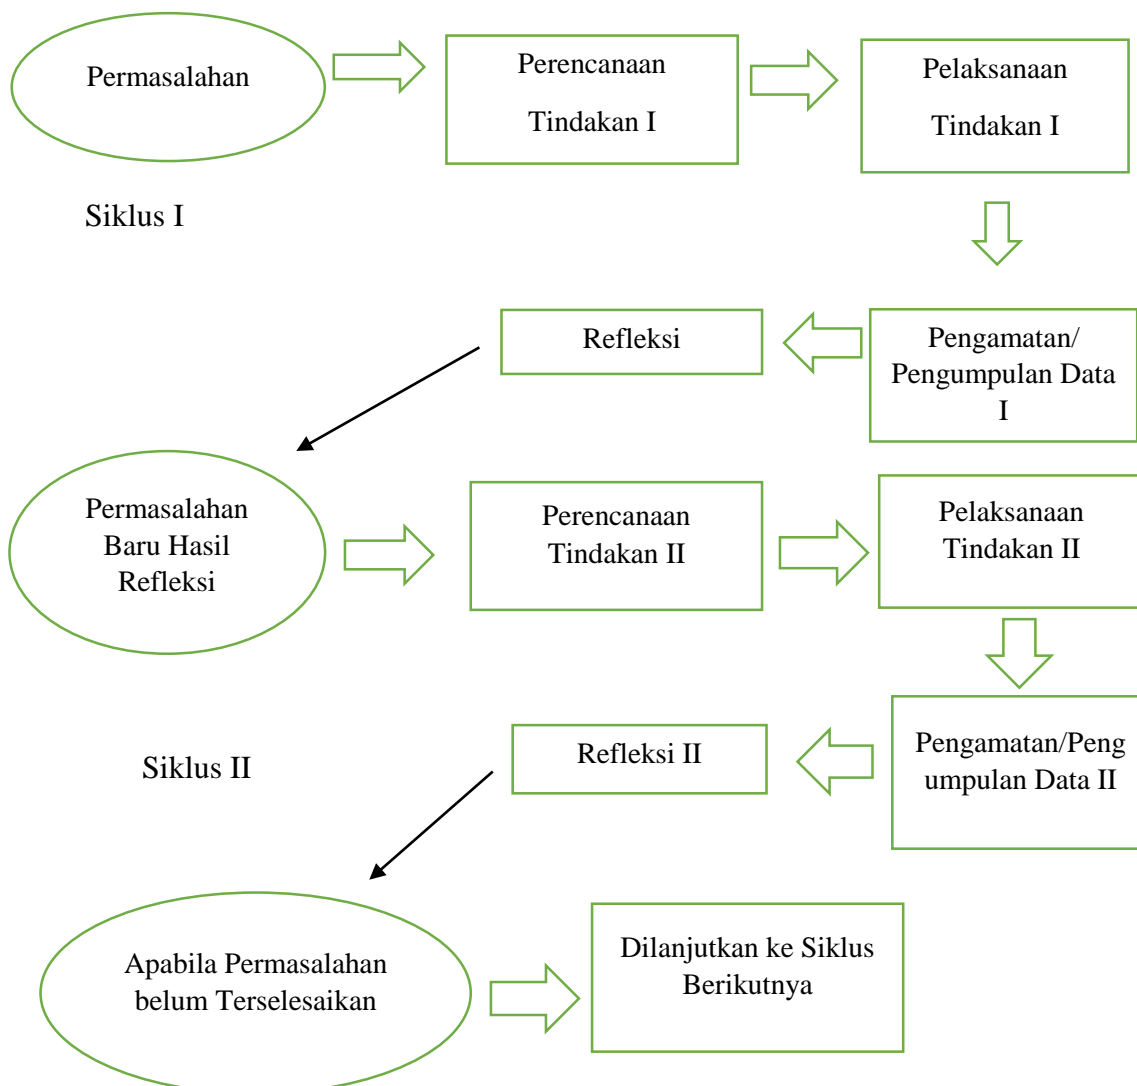 Permasalahan
Perencanaan
Tindakan I
Pelaksanaan
Tindakan I
Siklus I
Refleksi
Pengamatan/
Pengumpulan Data
I
Permasalahan
Baru Hasil
Refleksi
Perencanaan
Tindakan II
Pelaksanaan
Tindakan II
Siklus II
Refleksi II
Pengamatan/Peng
umpulan Data II
Apabila Permasalahan
belum Terselesaikan
Dilanjutkan ke Siklus
Berikutnya